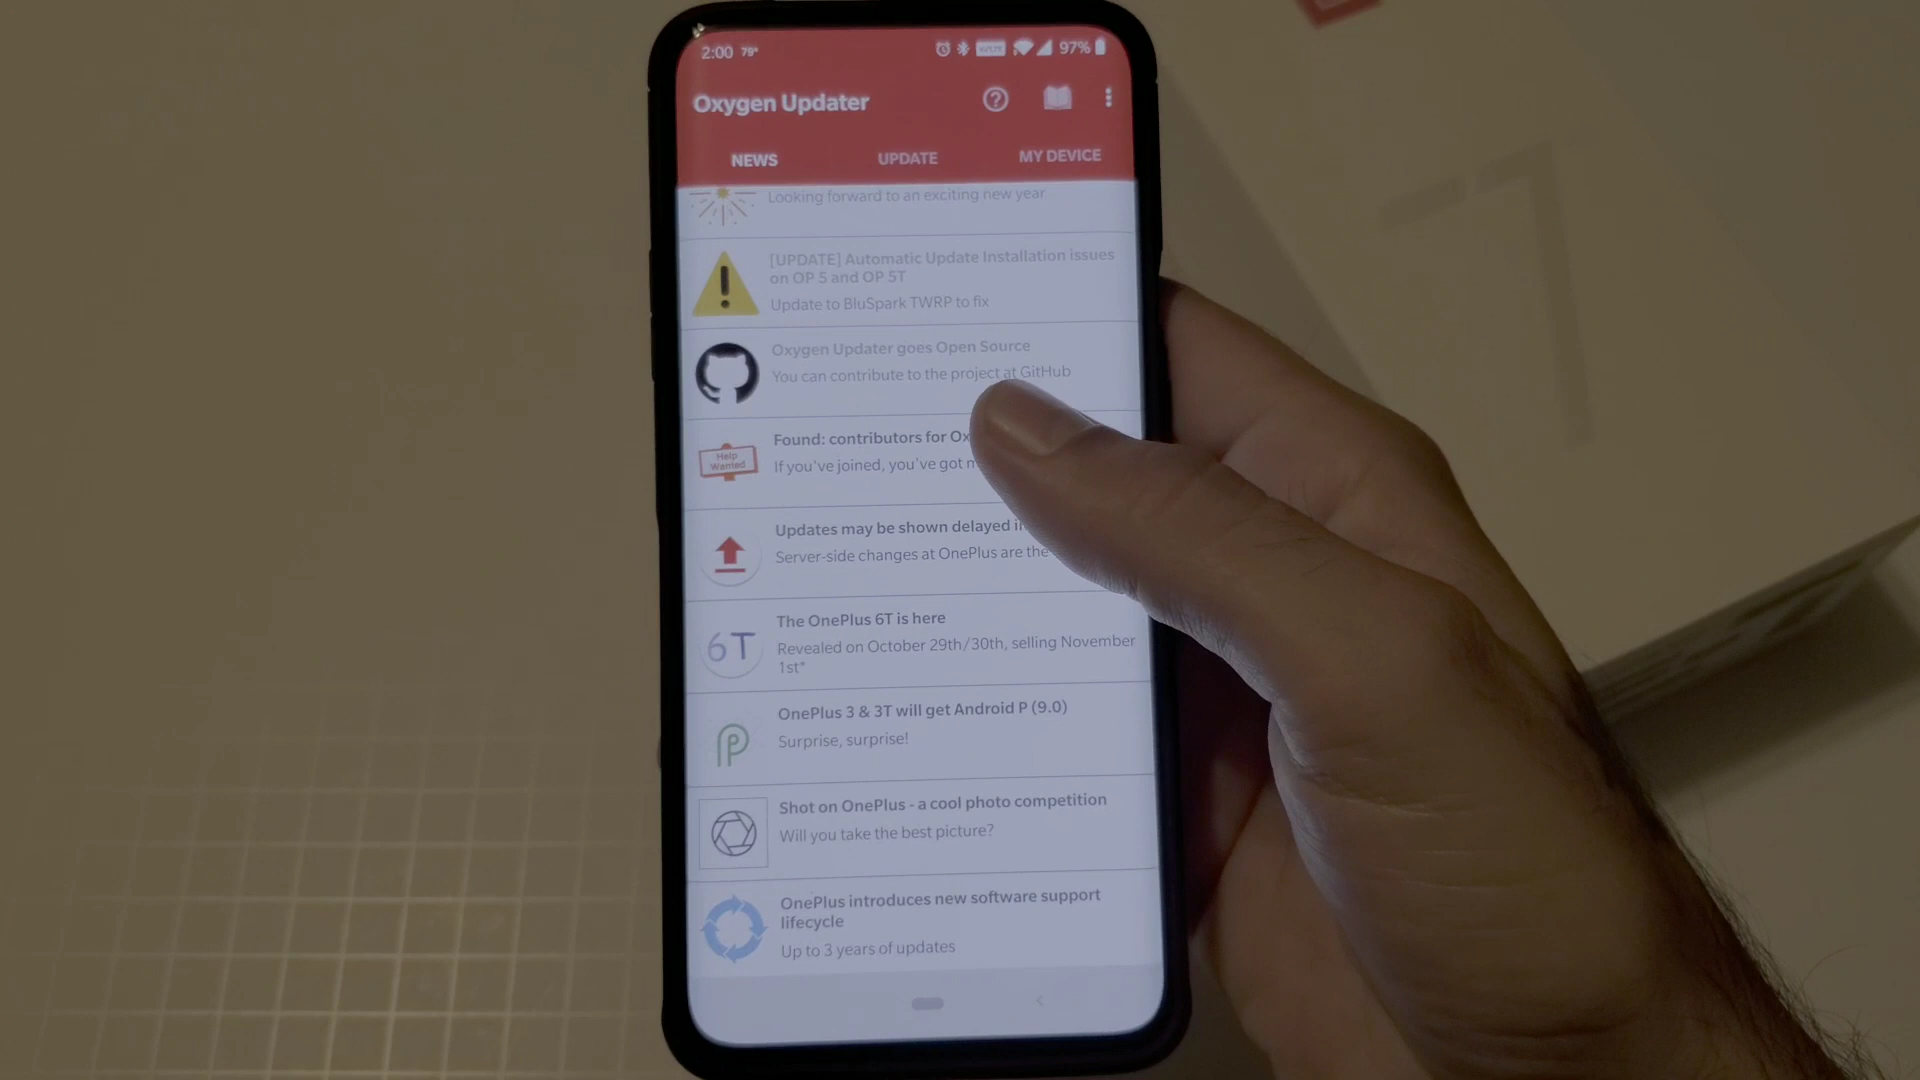 2:00 79° 97%
Oxygen Updater
NEWS UPDATE MY DEVICE
Looking forward to an exciting new year
[UPDATE] Automatic Update Installation issues
on OP 5 and OP 5T
Update to BluSpark TWRP to fix
Oxygen Updater goes Open Source
You can contribute to the project at GitHub
Help
Wanted
Found: contributors for Ox
If you've joined, you've got
Updates may be shown delayed
Server-side changes at OnePlus are the
6T
The OnePlus 6T is here
Revealed on October 29th/30th, selling November
1st*
OnePlus 3 & 3T will get Android P (9.0)
Surprise, surprise!
Shot on OnePlus - a cool photo competition
Will you take the best picture?
OnePlus introduces new software support
lifecycle
Up to 3 years of updates
7